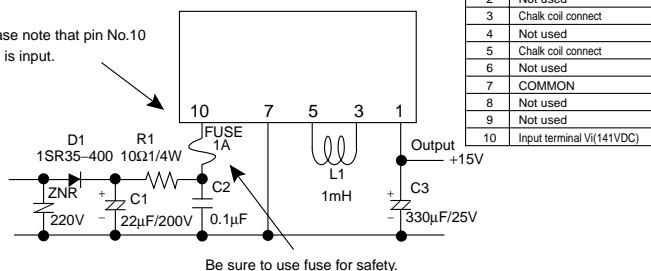 ase note that pin No.10
is input.
10 7 5 3 1
FUSE
1A
D1
1SR35–400
R1
10Ω1/4W
ZNR
220V
+
C1
–
22μF/200V
C2
0.1μF
L1
1mH
Output
+15V
+
C3
–
330μF/25V
Be sure to use fuse for safety.
2 Not used
3 Chalk coil connect
4 Not used
5 Chalk coil connect
6 Not used
7 COMMON
8 Not used
9 Not used
10 Input terminal Vi(141VDC)